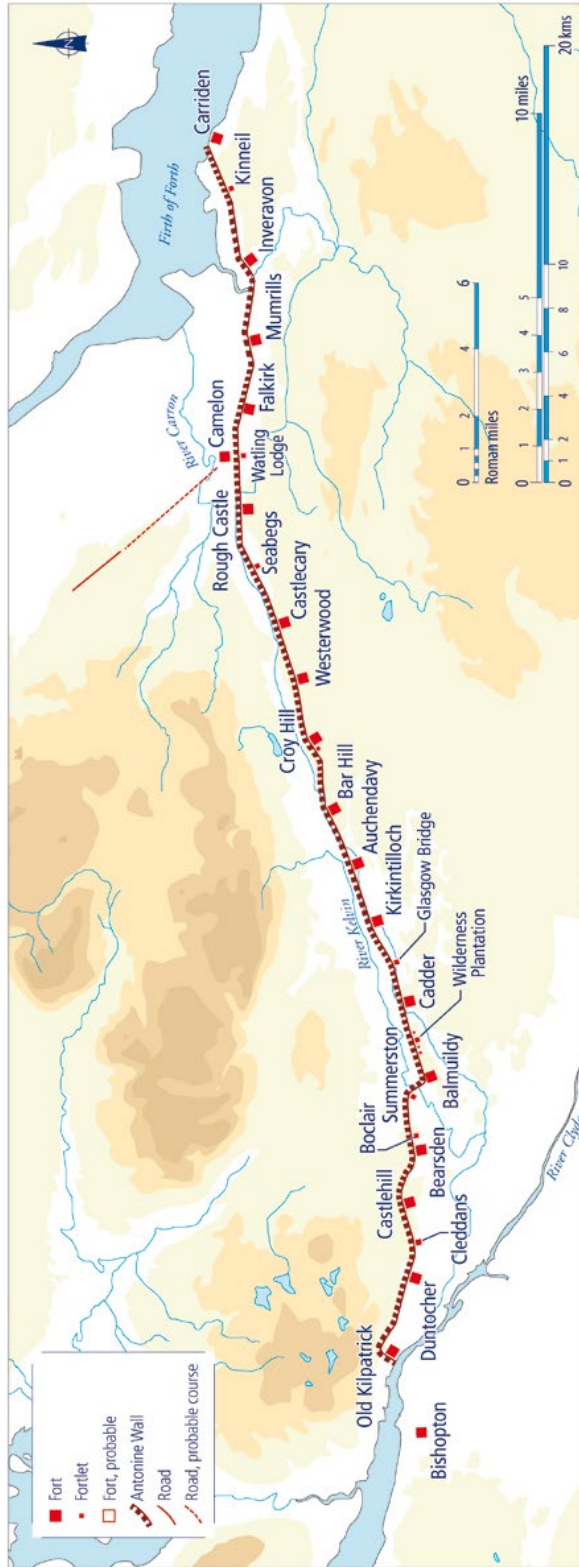 Fort
Fortlet
Fort, probable
Antonine Wall
Road
Road, probable course
N
Firth of Forth
River Carron
River Kelvin
River Clyde
Bishopton
Old Kilpatrick
Duntocher
Cleddans
Castlehill
Bearsden
Boclair
Summerston
Balmuildy
Wilderness
Plantation
Cadder
Glasgow Bridge
Kirkintilloch
Auchendavy
Bar Hill
Croy Hill
Westerwood
Castlecary
Seabegs
Rough Castle
Camelon
Watling
Lodge
Falkirk
Mumrills
Inveravon
Kinneil
Carriden
0 1 2 4 6
Roman miles
0 1 2 3 4 5 10 miles
0 1 2 4 6 8 10 20 kms